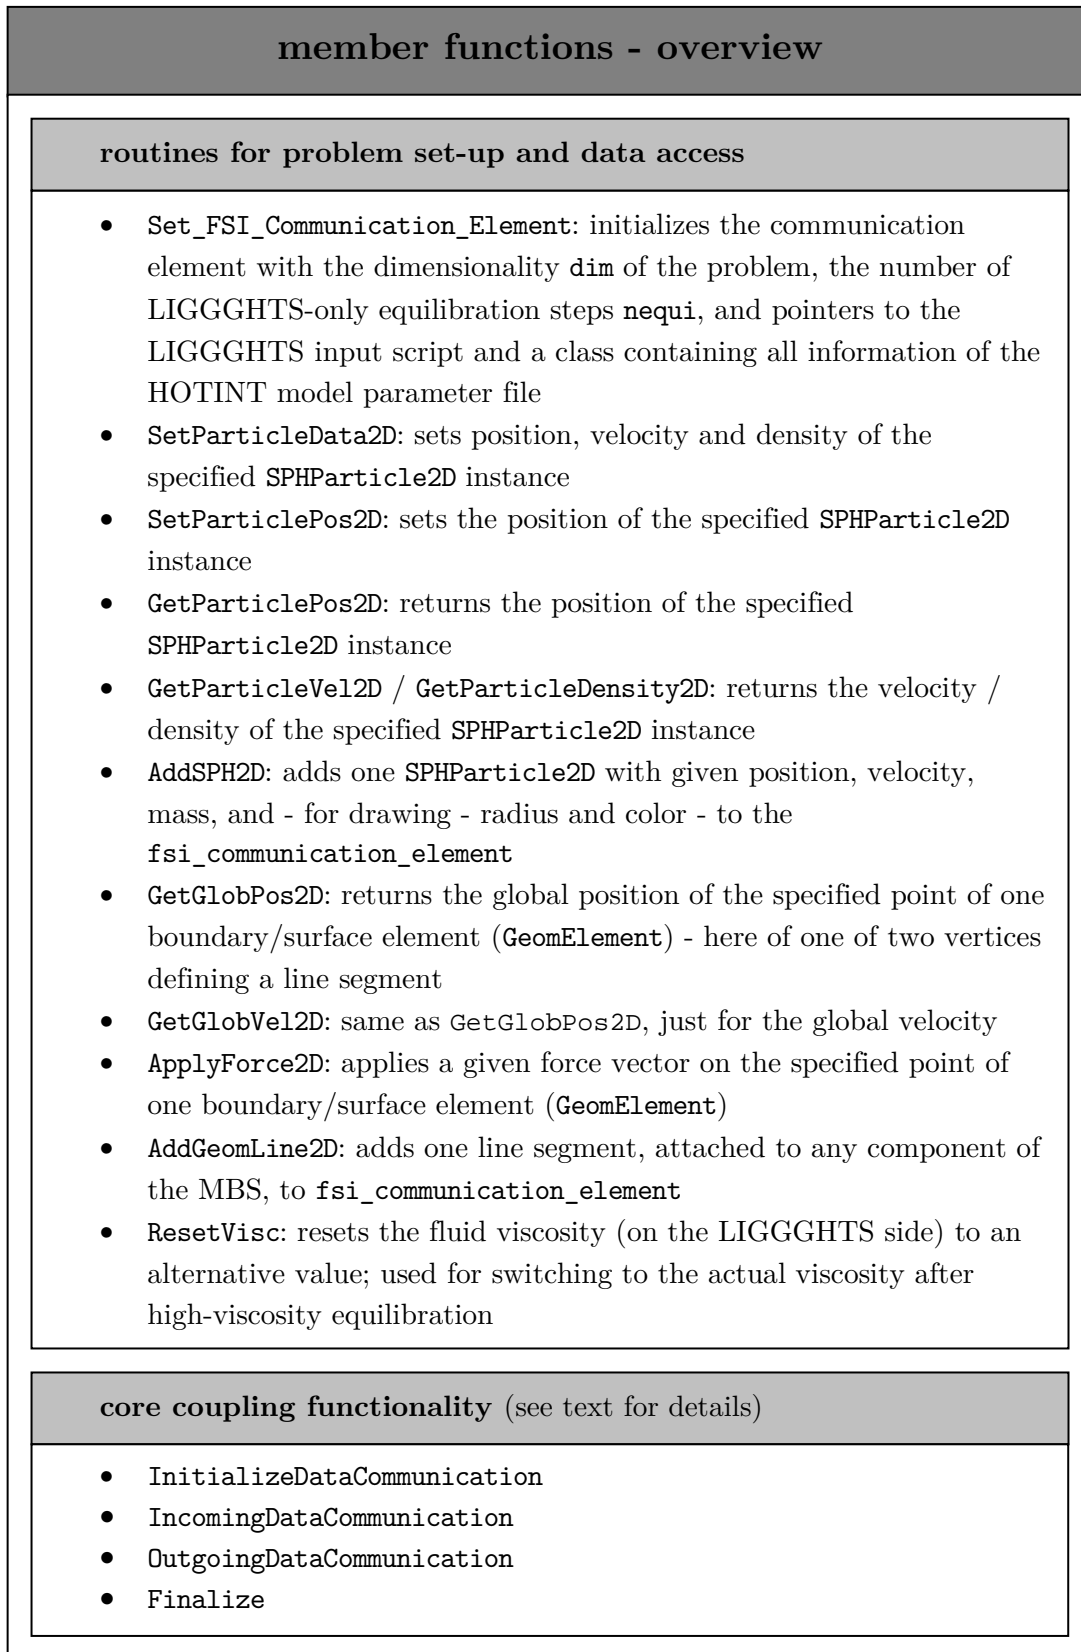 member functions - overview
routines for problem set-up and data access
• Set_FSI_Communication_Element: initializes the communication
element with the dimensionality dim of the problem, the number of
LIGGGHTS-only equilibration steps nequi, and pointers to the
LIGGGHTS input script and a class containing all information of the
HOTINT model parameter file
• SetParticleData2D: sets position, velocity and density of the
specified SPHParticle2D instance
• SetParticlePos2D: sets the position of the specified SPHParticle2D
instance
• GetParticlePos2D: returns the position of the specified
SPHParticle2D instance
• GetParticleVel2D / GetParticleDensity2D: returns the velocity /
density of the specified SPHParticle2D instance
• AddSPH2D: adds one SPHParticle2D with given position, velocity,
mass, and - for drawing - radius and color - to the
fsi_communication_element
• GetGlobPos2D: returns the global position of the specified point of one
boundary/surface element (GeomElement) - here of one of two vertices
defining a line segment
• GetGlobVel2D: same as GetGlobPos2D, just for the global velocity
• ApplyForce2D: applies a given force vector on the specified point of
one boundary/surface element (GeomElement)
• AddGeomLine2D: adds one line segment, attached to any component of
the MBS, to fsi_communication_element
• ResetVisc: resets the fluid viscosity (on the LIGGGHTS side) to an
alternative value; used for switching to the actual viscosity after
high-viscosity equilibration
core coupling functionality (see text for details)
• InitializeDataCommunication
• IncomingDataCommunication
• OutgoingDataCommunication
• Finalize